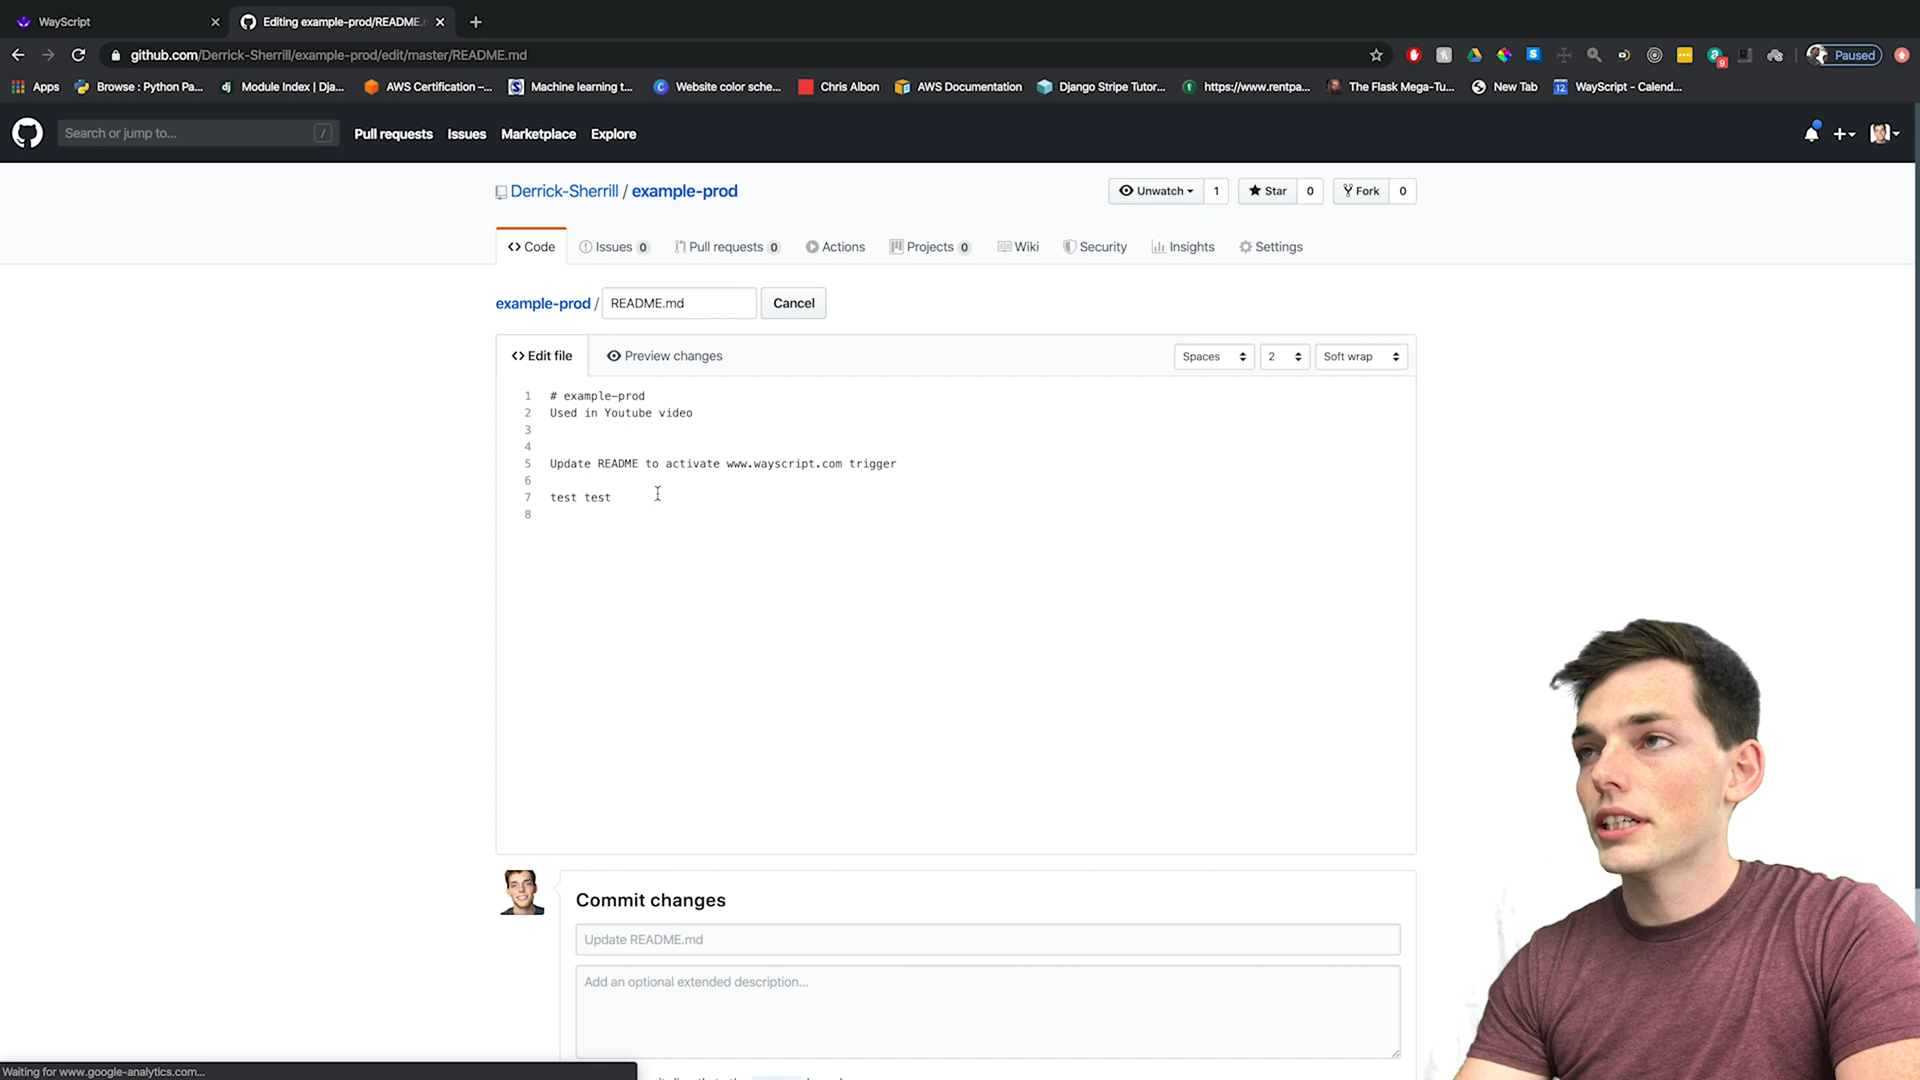 WayScript
Editing example-prod/README.
github.com/Derrick-Sherrill/example-prod/edit/master/README.md
9
Paused
Apps
Browse : Python Pa...
Module Index | Dja...
AWS Certification –...
Machine learning t...
Website color sche...
Chris Albon
AWS Documentation
Django Stripe Tutor...
https://www.rentpa...
The Flask Mega-Tu...
New Tab
12
WayScript - Calend...
Search or jump to...
/
Pull requests
Issues
Marketplace
Explore
Derrick-Sherrill / example-prod
Unwatch
1
Star
0
Fork
0
Code
Issues 0
Pull requests 0
Actions
Projects 0
Wiki
Security
Insights
Settings
example-prod / README.md
Cancel
Edit file
Preview changes
Spaces
2
Soft wrap
1 # example-prod
2 Used in Youtube video
3
4
5 Update README to activate www.wayscript.com trigger
6
7 test test
8
Commit changes
Update README.md
Add an optional extended description...
Waiting for www.google-analytics.com...